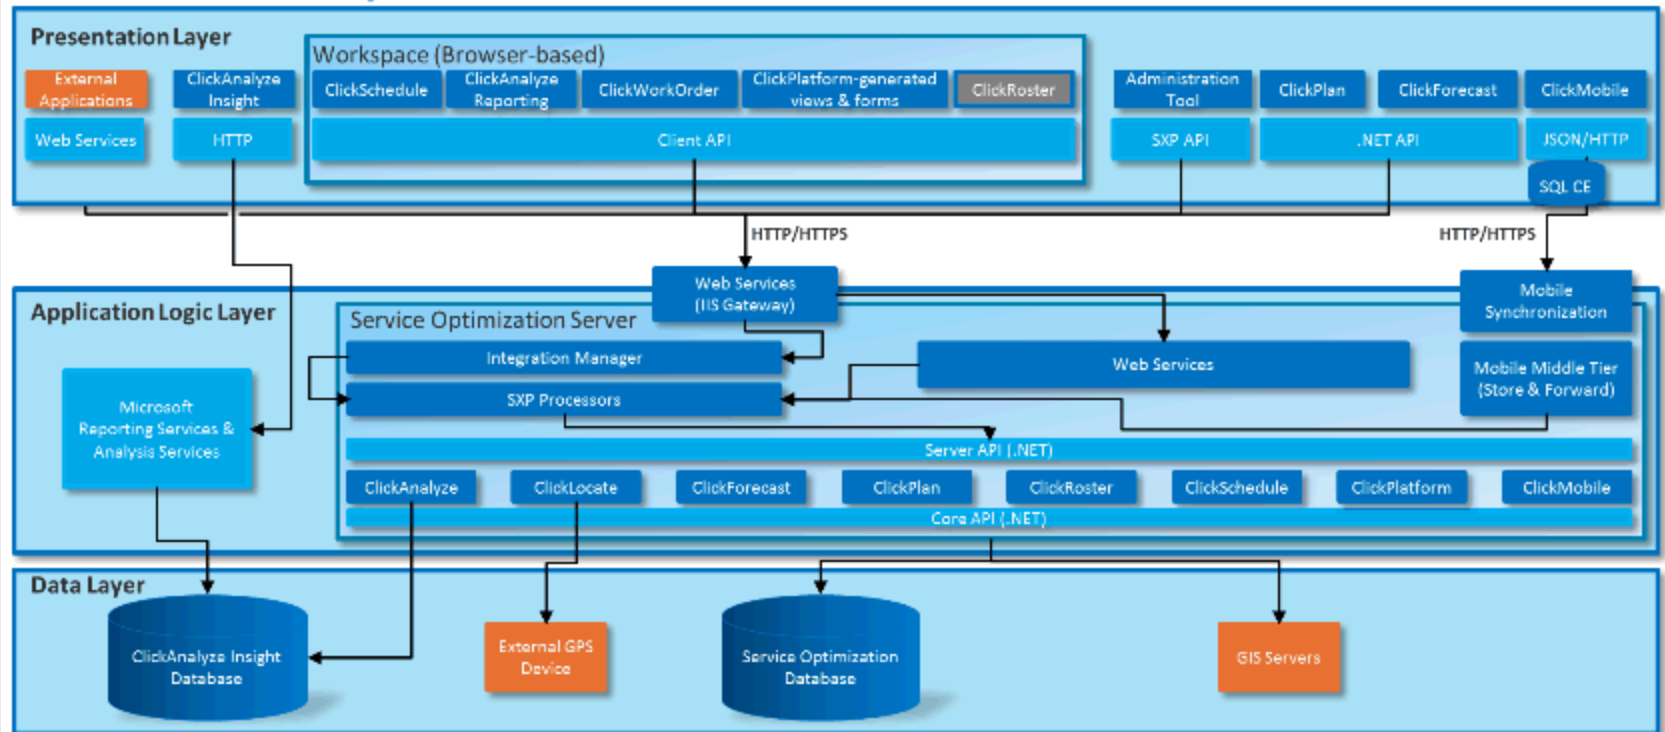 Presentation Layer
Workspace (Browser-based)
External
Applications
ClickAnalyze
Insight
ClickSchedule
ClickAnalyze
Reporting
ClickWorkOrder
ClickPlatform-generated
views & forms
ClickRoster
Administration
Tool
ClickPlan
ClickForecast
ClickMobile
Web Services
HTTP
Client API
SXP API
.NET API
JSON/HTTP
SQL CE
HTTP/HTTPS
HTTP/HTTPS
Web Services
(IIS Gateway)
Mobile
Synchronization
Application Logic Layer
Service Optimization Server
Integration Manager
Web Services
Mobile Middle Tier
(Store & Forward)
SXP Processors
Microsoft
Reporting Services &
Analysis Services
Server API (.NET)
ClickAnalyze
ClickLocate
ClickForecast
ClickPlan
ClickRoster
ClickSchedule
ClickPlatform
ClickMobile
Core API (.NET)
Data Layer
ClickAnalyze Insight
Database
External GPS
Device
Service Optimization
Database
GIS Servers